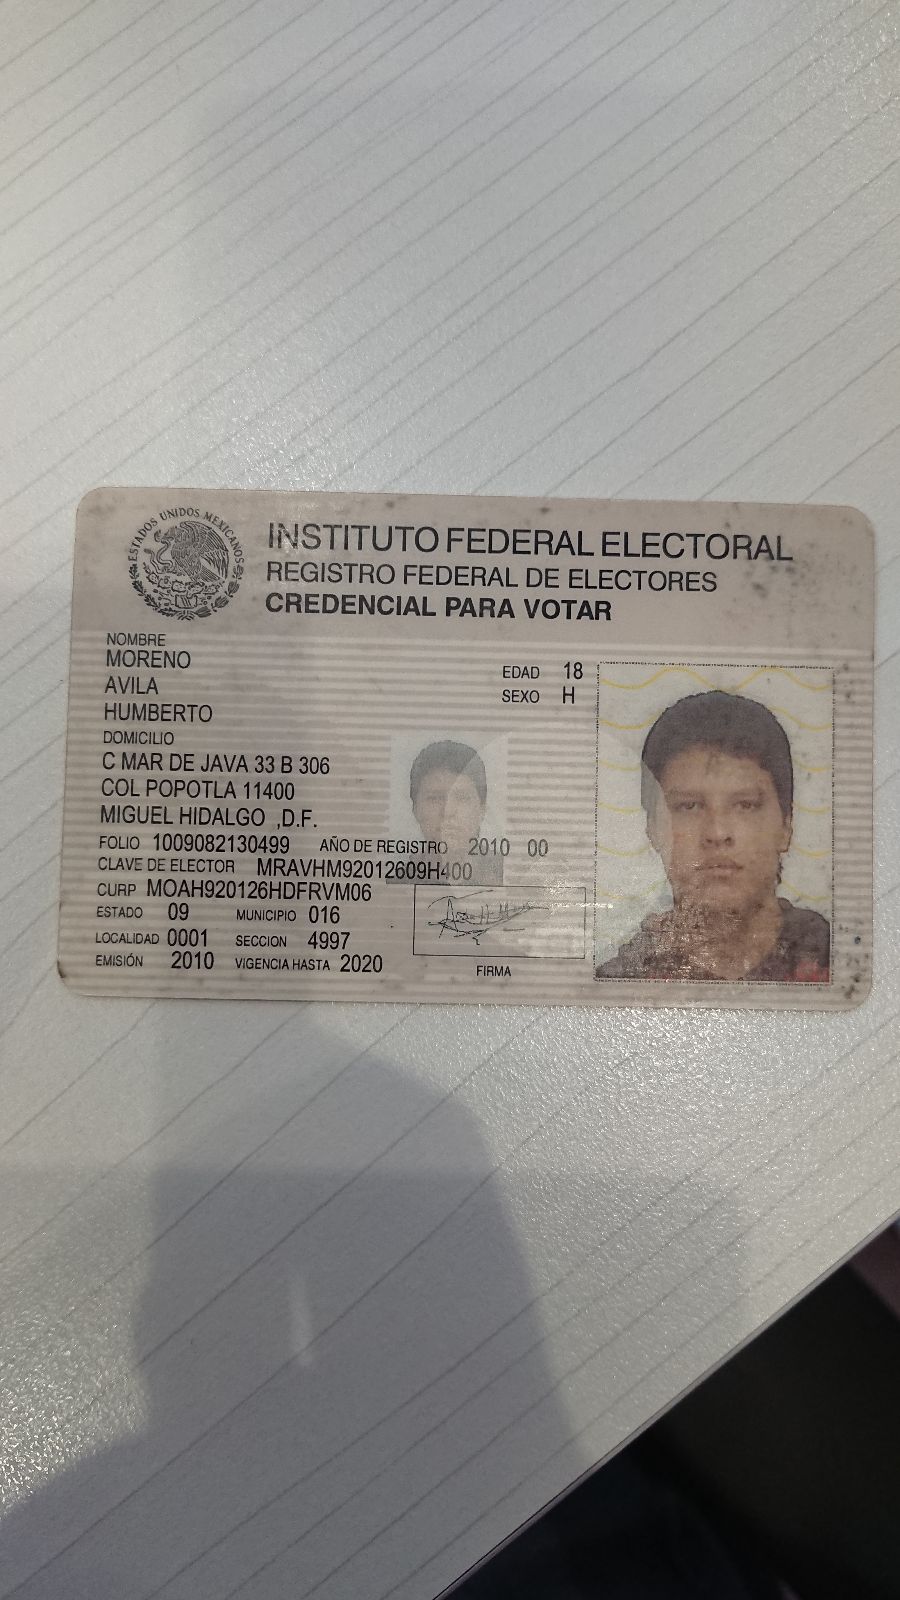 ESTADOS UNIDOS MEXICANOS
INSTITUTO FEDERAL ELECTORAL
REGISTRO FEDERAL DE ELECTORES
CREDENCIAL PARA VOTAR
NOMBRE
MORENO
AVILA
HUMBERTO
EDAD 18
SEXO H
DOMICILIO
C MAR DE JAVA 33 B 306
COL POPOTLA 11400
MIGUEL HIDALGO ,D.F.
FOLIO 1009082130499 AÑO DE REGISTRO 2010 00
CLAVE DE ELECTOR MRAVHM92012609H400
CURP MOAH920126HDFRVM06
ESTADO 09 MUNICIPIO 016
LOCALIDAD 0001 SECCION 4997
EMISIÓN 2010 VIGENCIA HASTA 2020
FIRMA